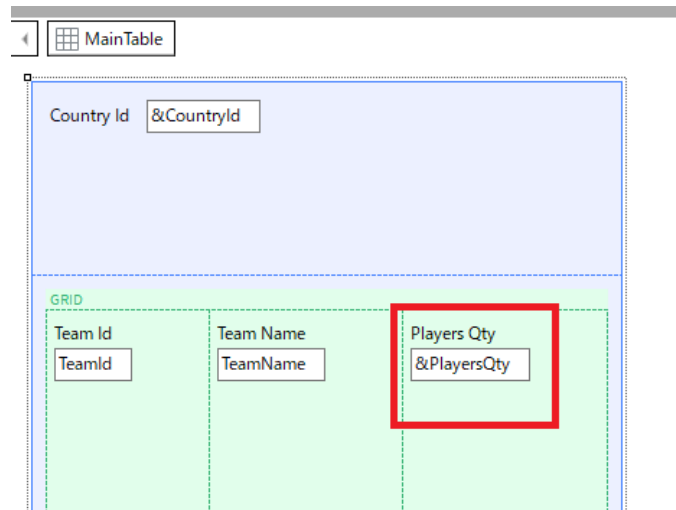 MainTable
Country Id &CountryId
GRID
Team Id Team Name Players Qty
TeamId TeamName &PlayersQty